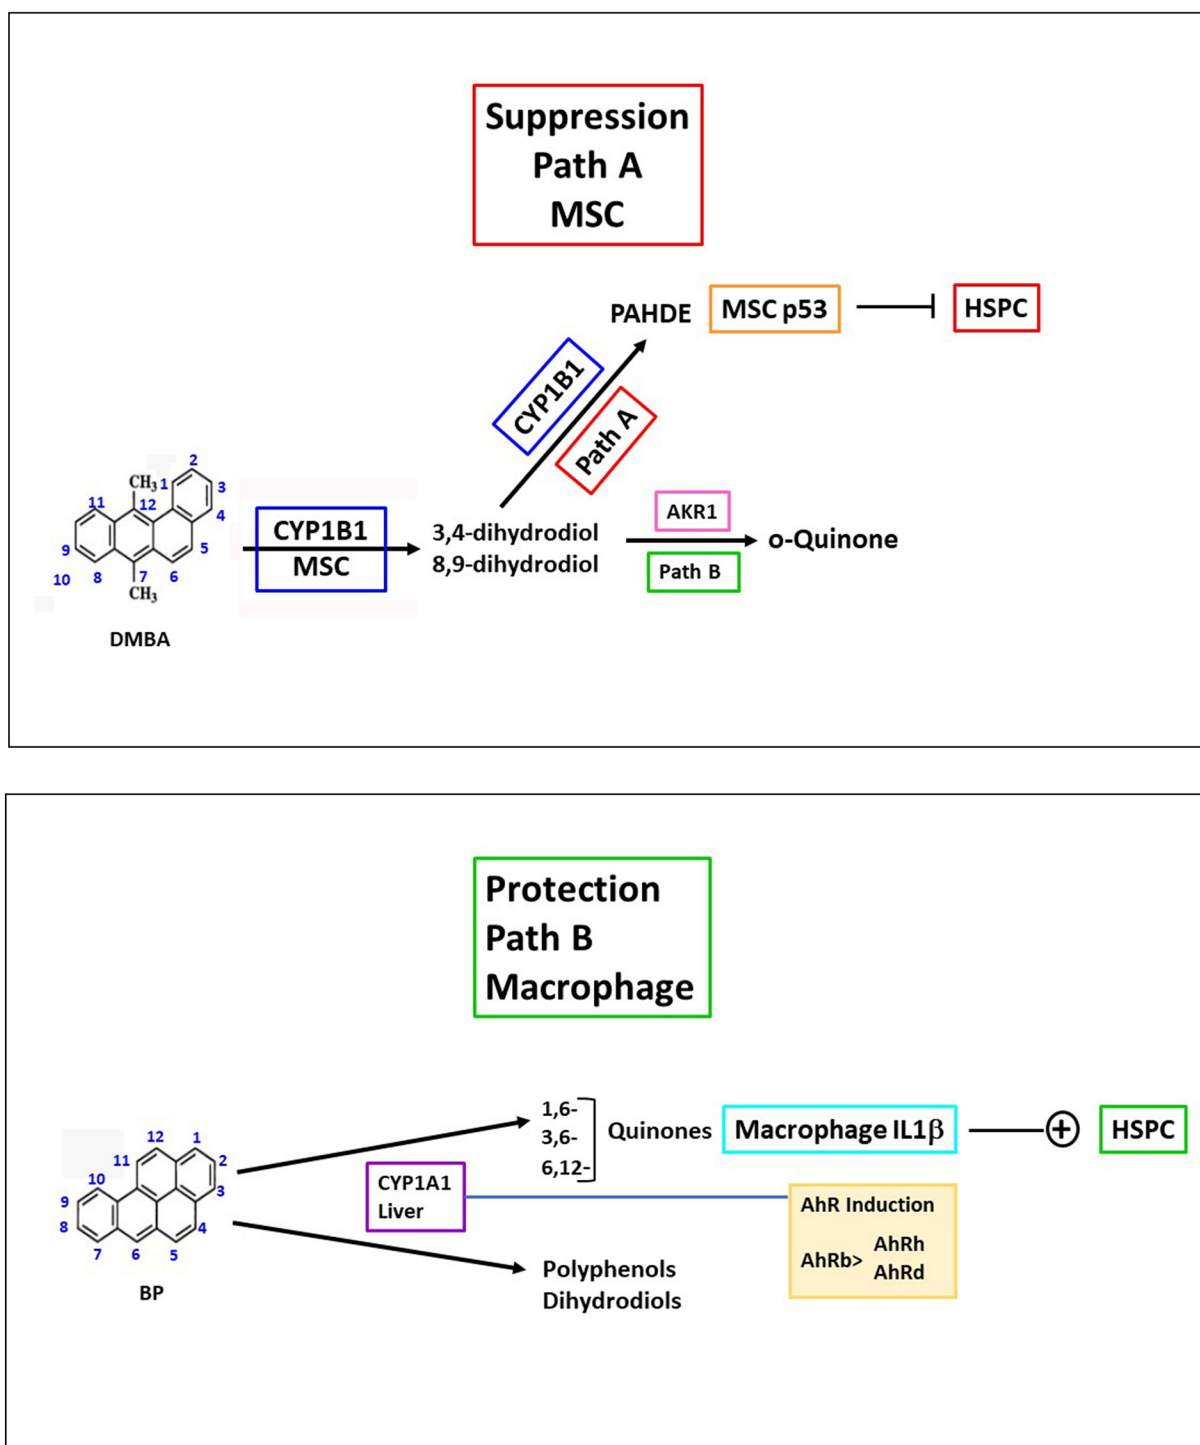 Suppression
Path A
MSC
PAHDE
MSC p53
HSPC
CYP1B1
Path A
CH3
1
2
3
4
5
6
7
8
9
10
11
12
CH3
DMBA
CYP1B1
MSC
3,4-dihydrodiol
8,9-dihydrodiol
AKR1
Path B
o-Quinone
Protection
Path B
Macrophage
1
2
3
4
5
6
7
8
9
10
11
12
BP
1,6-
3,6-
6,12-
Quinones
Macrophage IL1β
+
HSPC
CYP1A1
Liver
AhR Induction
AhRb>
AhRh
AhRd
Polyphenols
Dihydrodiols